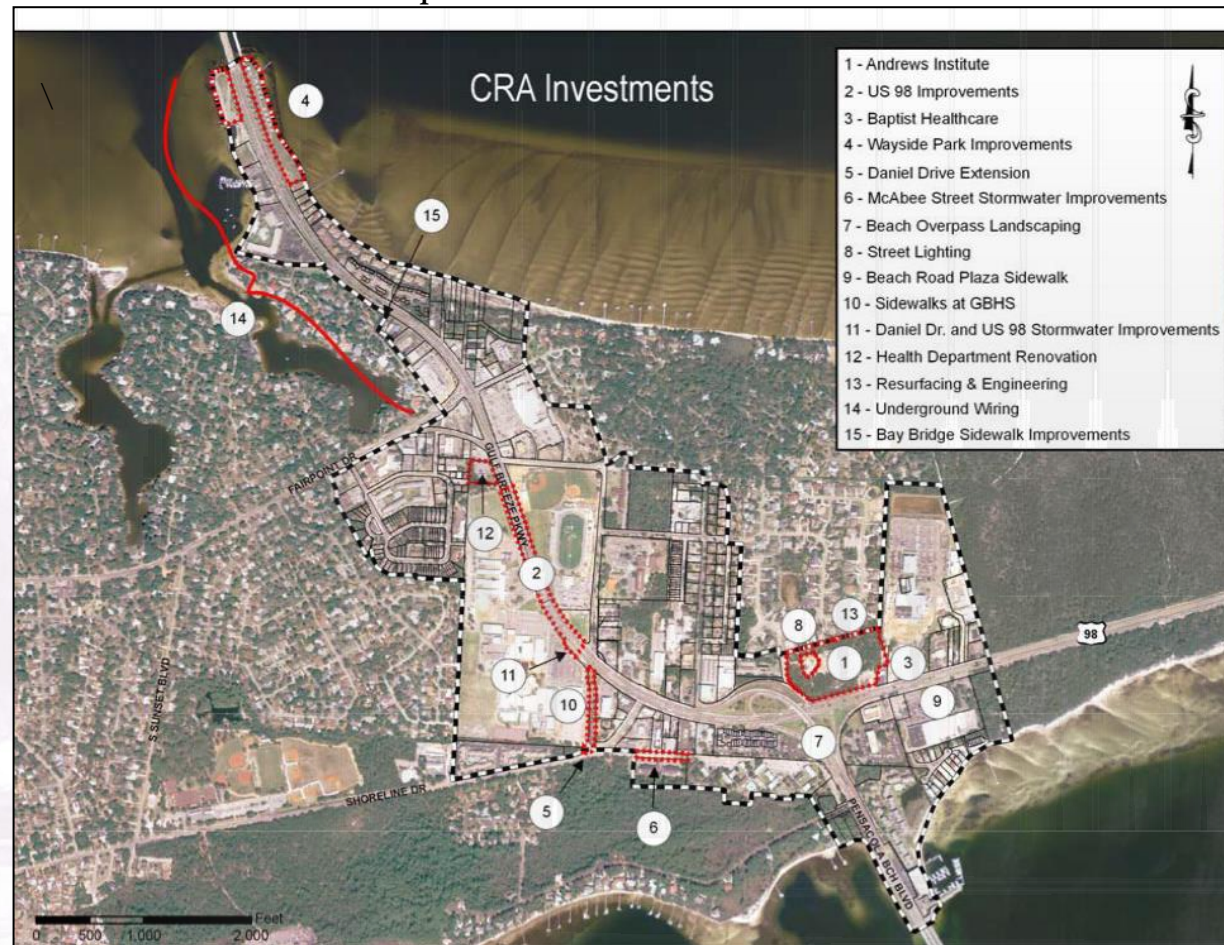 CRA Investments
1 - Andrews Institute
2 - US 98 Improvements
3 - Baptist Healthcare
4 - Wayside Park Improvements
5 - Daniel Drive Extension
6 - McAbee Street Stormwater Improvements
7 - Beach Overpass Landscaping
8 - Street Lighting
9 - Beach Road Plaza Sidewalk
10 - Sidewalks at GBHS
11 - Daniel Dr. and US 98 Stormwater Improvements
12 - Health Department Renovation
13 - Resurfacing & Engineering
14 - Underground Wiring
15 - Bay Bridge Sidewalk Improvements
4
15
14
FAIRPOINT DR
GULF BREEZE PKWY
12
2
11
10
8
13
1
3
98
9
7
S SUNSET BLVD
SHORELINE DR
5
6
PENSACOLA BCH BLVD
Feet
0 500 1,000 2,000